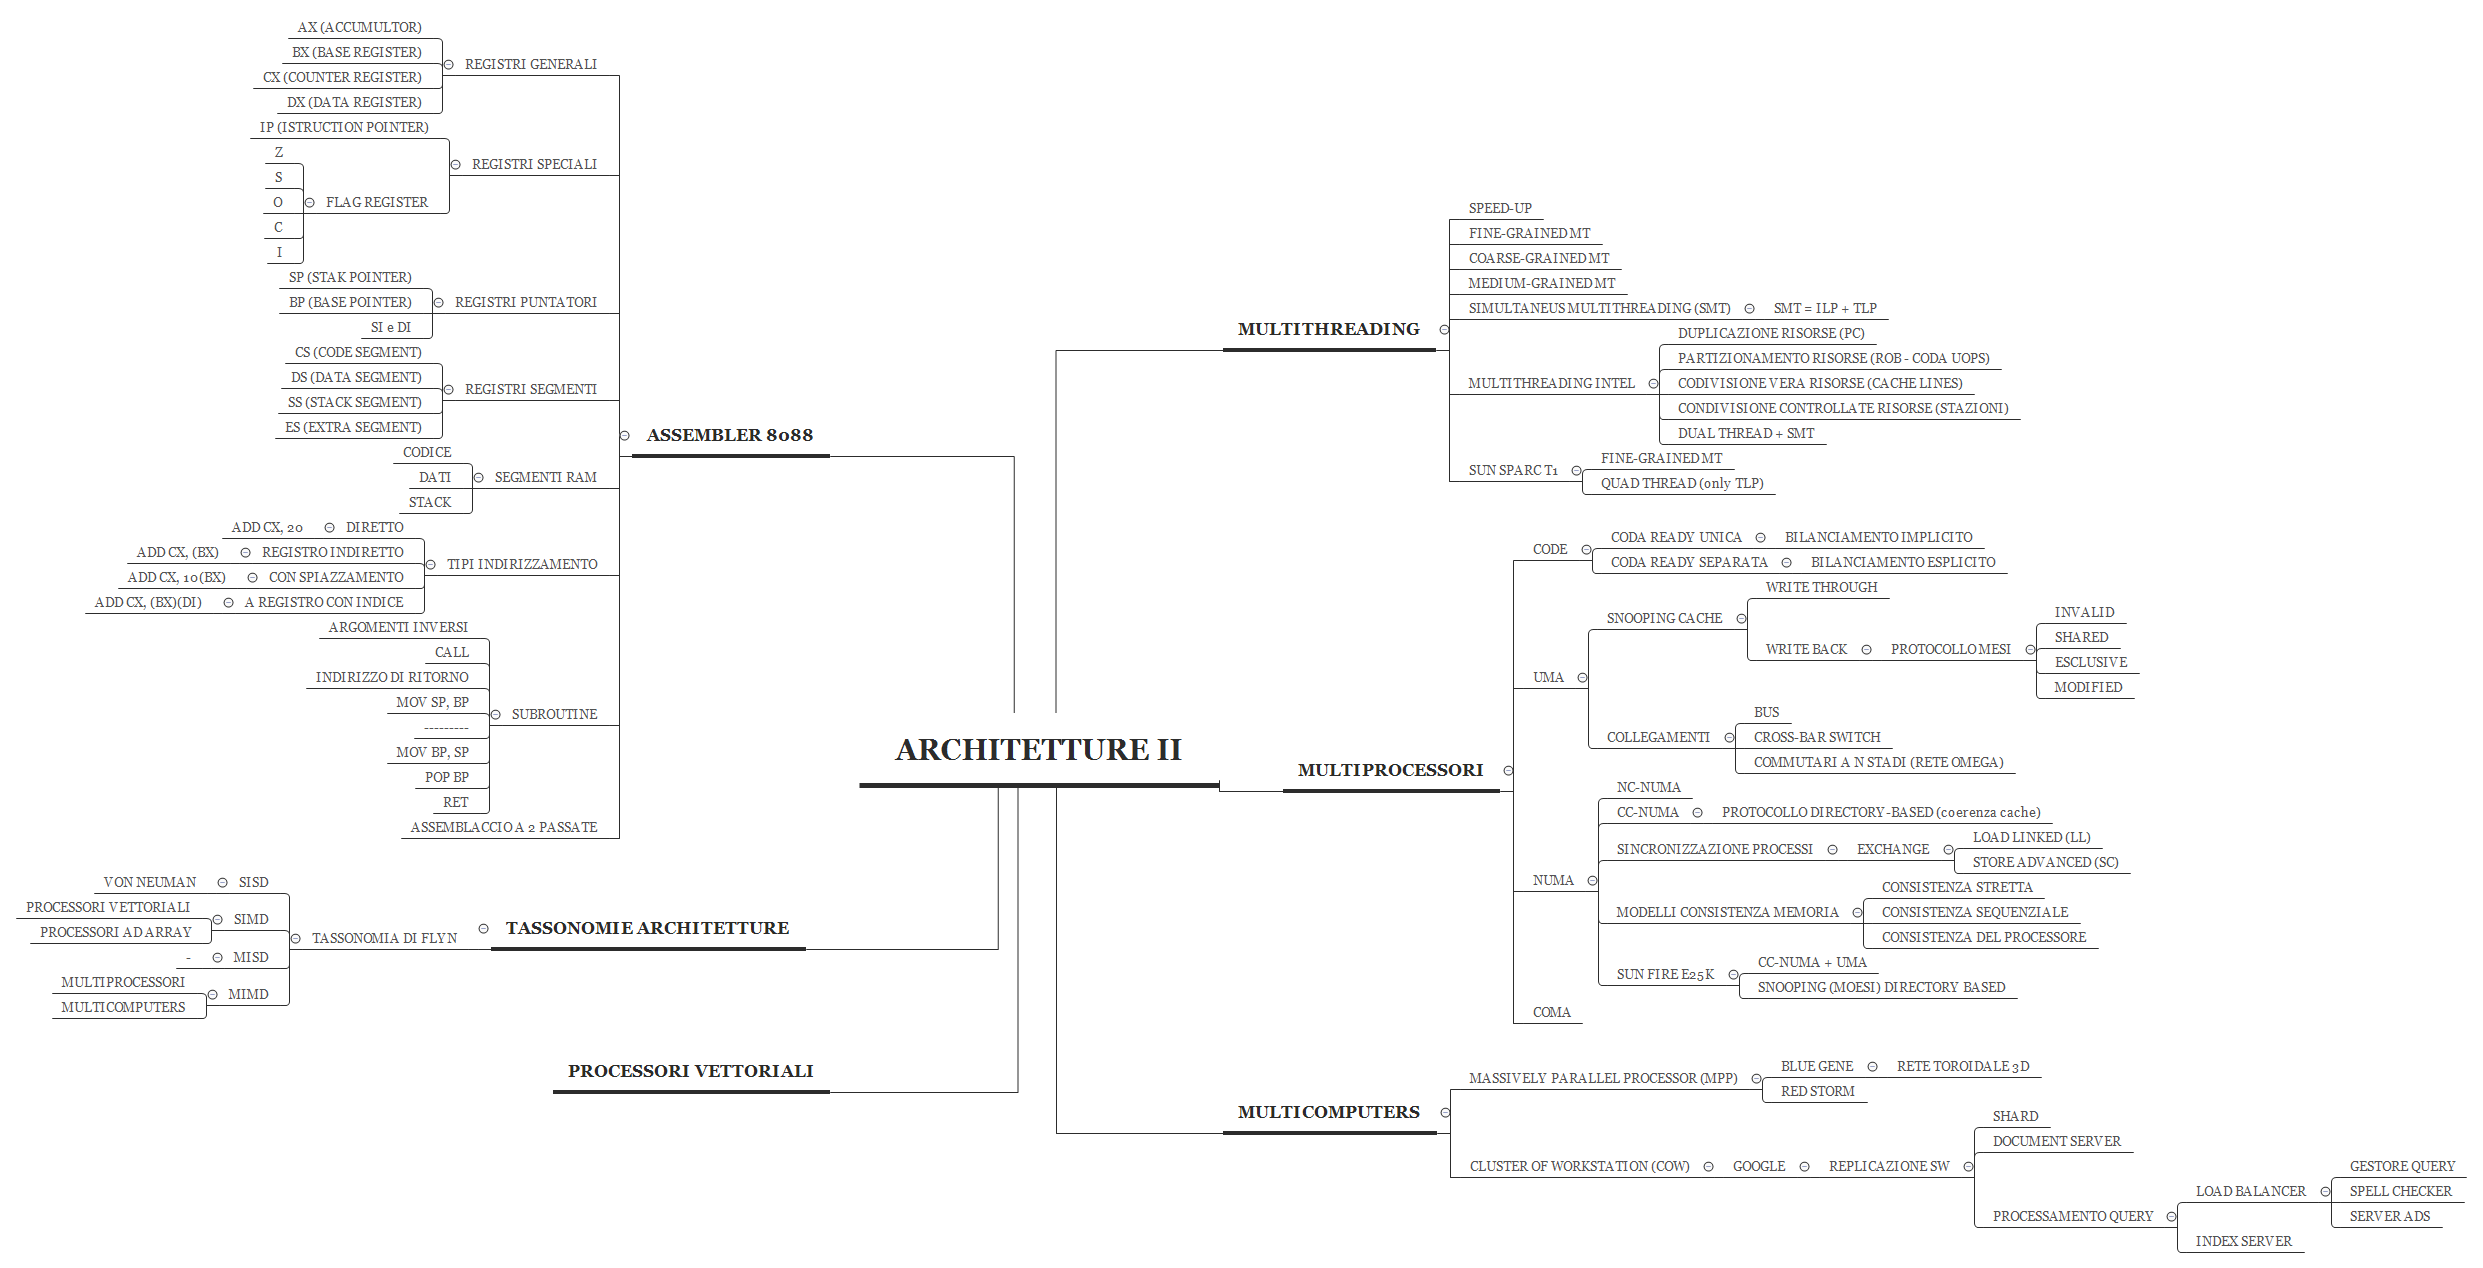 ARCHITETTURE II
ASSEMBLER 8088
REGISTRI GENERALI
AX (ACCUMULTOR)
BX (BASE REGISTER)
CX (COUNTER REGISTER)
DX (DATA REGISTER)
REGISTRI SPECIALI
IP (ISTRUCTION POINTER)
FLAG REGISTER
Z
S
O
C
I
REGISTRI PUNTATORI
SP (STAK POINTER)
BP (BASE POINTER)
SI e DI
REGISTRI SEGMENTI
CS (CODE SEGMENT)
DS (DATA SEGMENT)
SS (STACK SEGMENT)
ES (EXTRA SEGMENT)
SEGMENTI RAM
CODICE
DATI
STACK
TIPI INDIRIZZAMENTO
DIRETTO
ADD CX, 20
REGISTRO INDIRETTO
ADD CX, (BX)
CON SPIAZZAMENTO
ADD CX, 10(BX)
A REGISTRO CON INDICE
ADD CX, (BX)(DI)
SUBROUTINE
ARGOMENTI INVERSI
CALL
INDIRIZZO DI RITORNO
MOV SP, BP
---------
MOV BP, SP
POP BP
RET
ASSEMBLACCIO A 2 PASSATE
TASSONOMIE ARCHITETTURE
TASSONOMIA DI FLYN
SISD
VON NEUMAN
SIMD
PROCESSORI VETTORIALI
PROCESSORI AD ARRAY
MISD
-
MIMD
MULTIPROCESSORI
MULTICOMPUTERS
PROCESSORI VETTORIALI
MULTITHREADING
SPEED-UP
FINE-GRAINED MT
COARSE-GRAINED MT
MEDIUM-GRAINED MT
SIMULTANEUS MULTITHREADING (SMT)
SMT = ILP + TLP
MULTITHREADING INTEL
DUPLICAZIONE RISORSE (PC)
PARTIZIONAMENTO RISORSE (ROB - CODA UOPS)
CODIVISIONE VERA RISORSE (CACHE LINES)
CONDIVISIONE CONTROLLATE RISORSE (STAZIONI)
DUAL THREAD + SMT
SUN SPARC T1
FINE-GRAINED MT
QUAD THREAD (only TLP)
MULTIPROCESSORI
CODE
CODA READY UNICA
BILANCIAMENTO IMPLICITO
CODA READY SEPARATA
BILANCIAMENTO ESPLICITO
UMA
SNOOPING CACHE
WRITE THROUGH
WRITE BACK
PROTOCOLLO MESI
INVALID
SHARED
ESCLUSIVE
MODIFIED
COLLEGAMENTI
BUS
CROSS-BAR SWITCH
COMMUTARI A N STADI (RETE OMEGA)
NUMA
NC-NUMA
CC-NUMA
PROTOCOLLO DIRECTORY-BASED (coerenza cache)
SINCRONIZZAZIONE PROCESSI
EXCHANGE
LOAD LINKED (LL)
STORE ADVANCED (SC)
MODELLI CONSISTENZA MEMORIA
CONSISTENZA STRETTA
CONSISTENZA SEQUENZIALE
CONSISTENZA DEL PROCESSORE
SUN FIRE E25K
CC-NUMA + UMA
SNOOPING (MOESI) DIRECTORY BASED
COMA
MULTICOMPUTERS
MASSIVELY PARALLEL PROCESSOR (MPP)
BLUE GENE
RETE TOROIDALE 3D
RED STORM
CLUSTER OF WORKSTATION (COW)
GOOGLE
REPLICAZIONE SW
SHARD
DOCUMENT SERVER
PROCESSAMENTO QUERY
LOAD BALANCER
GESTORE QUERY
SPELL CHECKER
SERVER ADS
INDEX SERVER